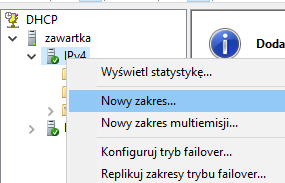 DHCP
zawartka
IPv4
Doda
Wyświetl statystykę...
Nowy zakres...
Nowy zakres multiemisji...
Konfiguruj tryb failover...
Replikuj zakresy trybu failover...